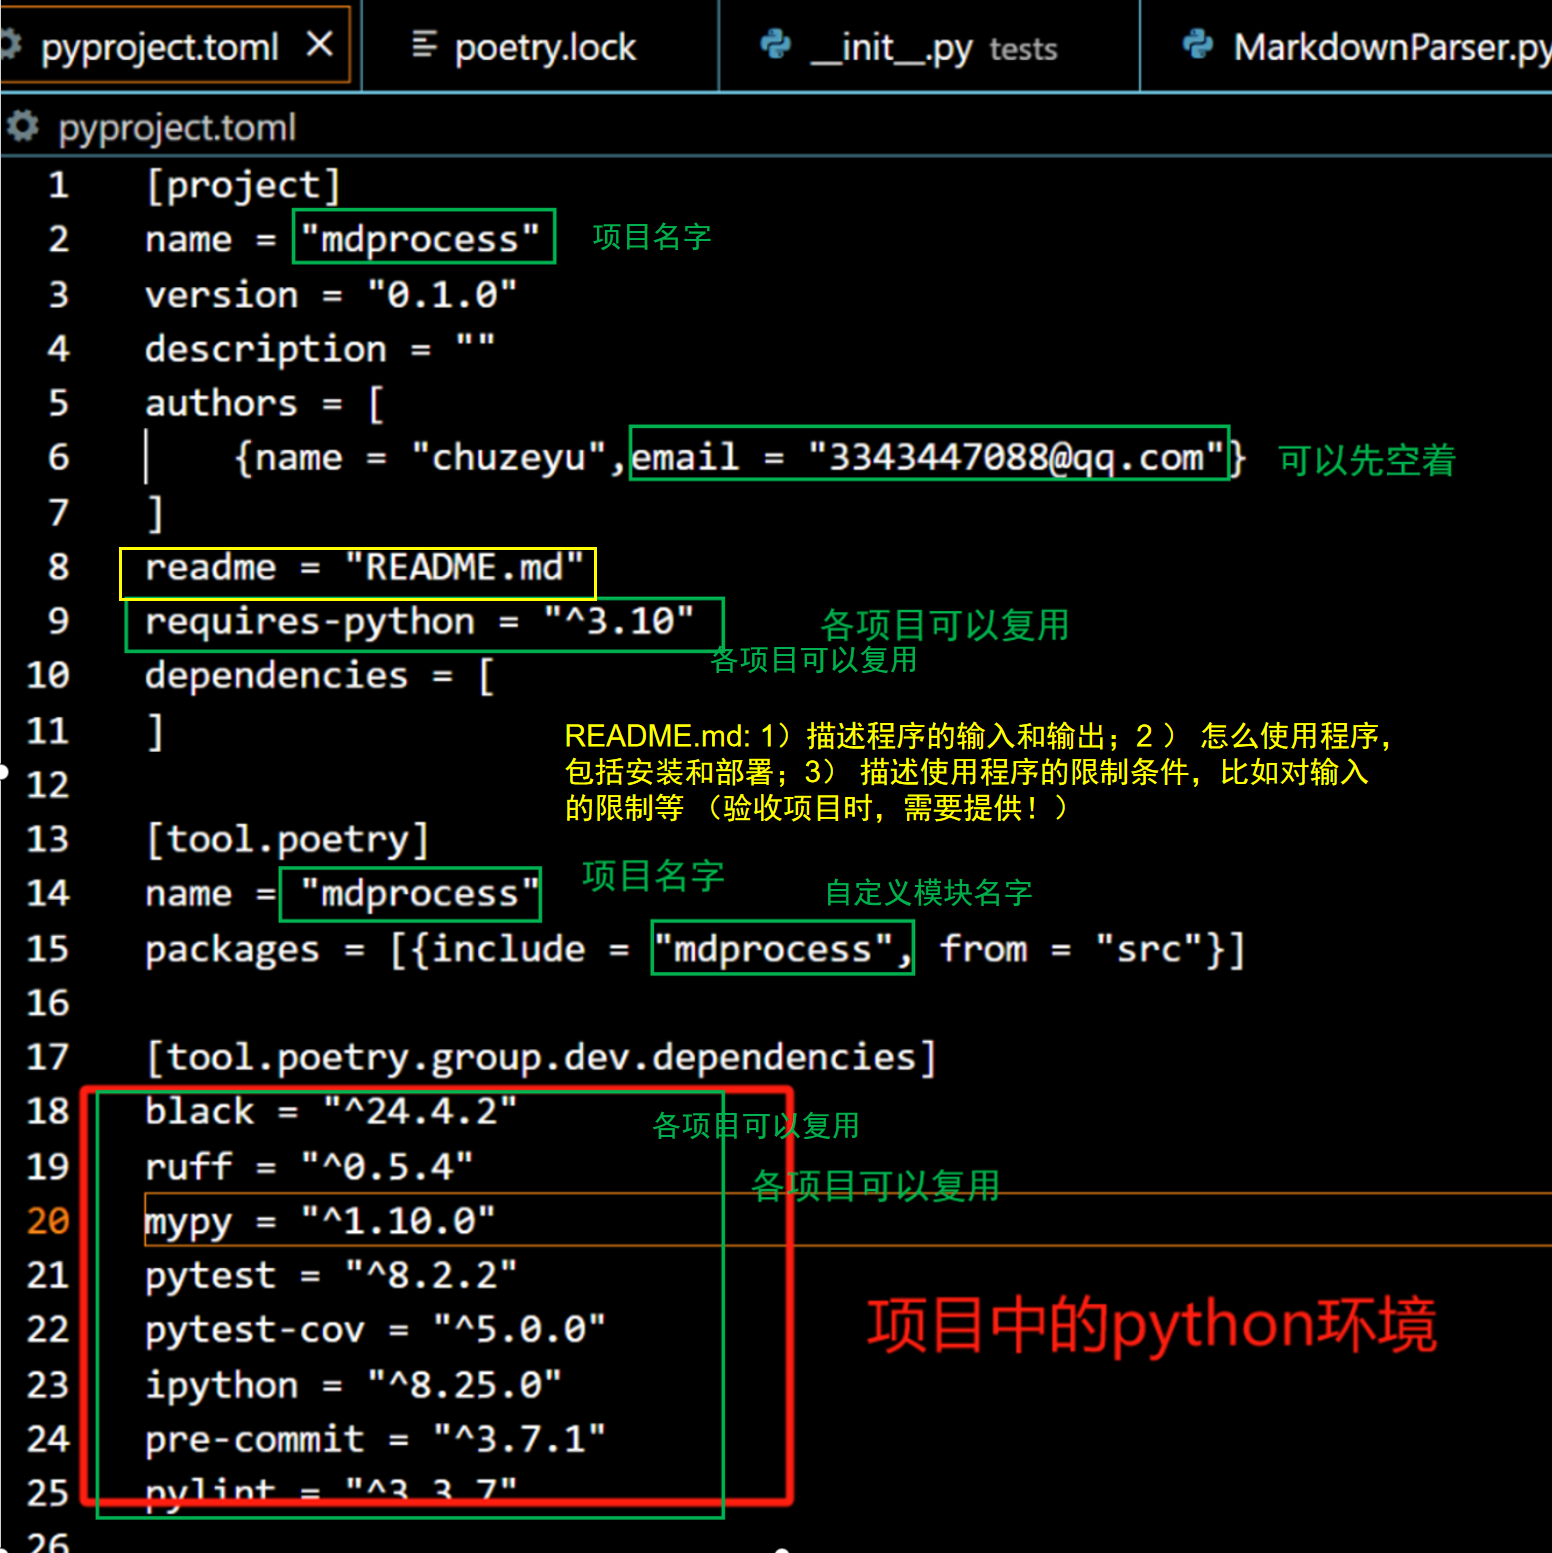 pyproject.toml × poetry.lock __init__.py tests MarkdownParser.py
pyproject.toml
1 [project]
2 name = "mdprocess" 项目名字
3 version = "0.1.0"
4 description = ""
5 authors = [
6 {name = "chuzeyu",email = "3343447088@qq.com"} 可以先空着
7 ]
8 readme = "README.md"
9 requires-python = "^3.10" 各项目可以复用
各项目可以复用
10 dependencies = [
11 ]
README.md: 1）描述程序的输入和输出；2 ） 怎么使用程序，
包括安装和部署；3） 描述使用程序的限制条件，比如对输入
的限制等 （验收项目时，需要提供！）
12
13 [tool.poetry]
项目名字
14 name = "mdprocess" 自定义模块名字
15 packages = [{include = "mdprocess", from = "src"}]
16
17 [tool.poetry.group.dev.dependencies]
18 black = "^24.4.2" 各项目可以复用
19 ruff = "^0.5.4" 各项目可以复用
20 mypy = "^1.10.0"
21 pytest = "^8.2.2"
22 pytest-cov = "^5.0.0" 项目中的python环境
23 ipython = "^8.25.0"
24 pre-commit = "^3.7.1"
25 pylint = "^3.3.7"
26